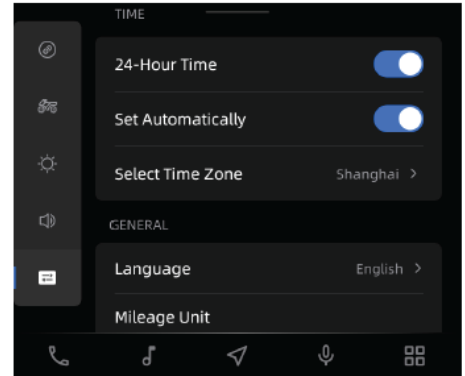 TIME
24-Hour Time
Set Automatically
Select Time Zone Shanghai >
GENERAL
Language English >
Mileage Unit